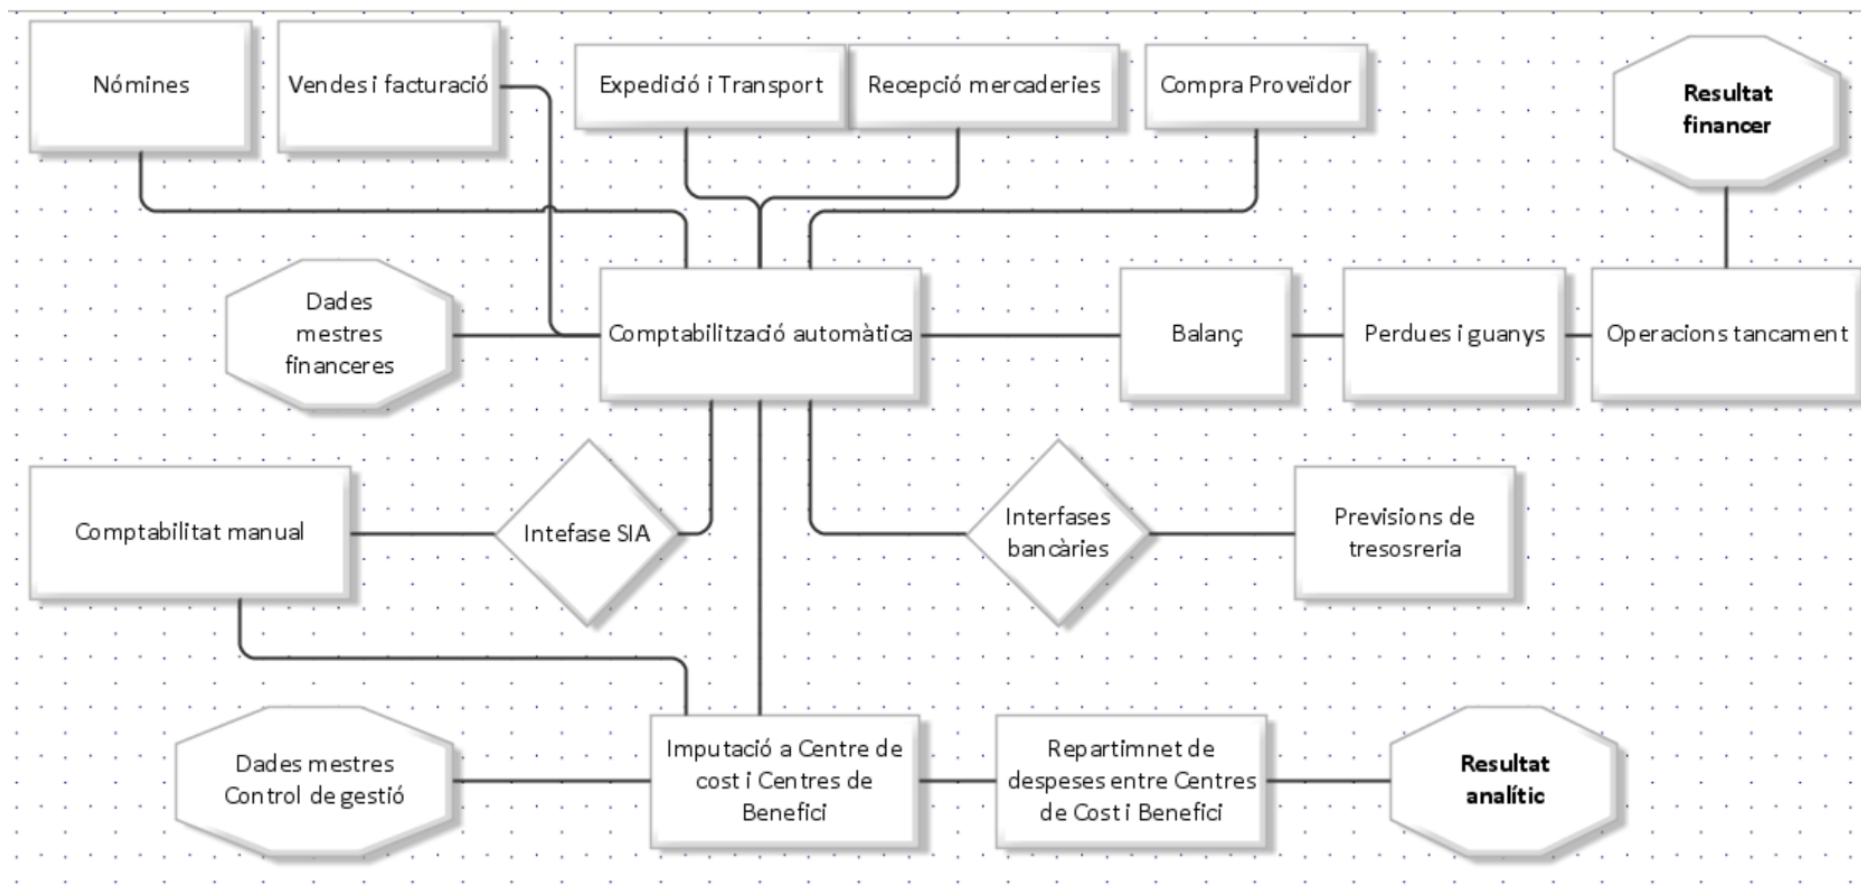 Nómines
Vendes i facturació
Expedició i Transport
Recepció mercaderies
Compra Proveïdor
Resultat
financer
Dades
mestres
financeres
Comptabilització automàtica
Balanç
Perdues i guanys
Operacions tancament
Comptabilitat manual
Intefase SIA
Interfases
bancàries
Previsions de
tresosreria
Dades mestres
Control de gestió
Imputació a Centre de
cost i Centres de
Benefici
Repartimnet de
despeses entre Centres
de Cost i Benefici
Resultat
analític